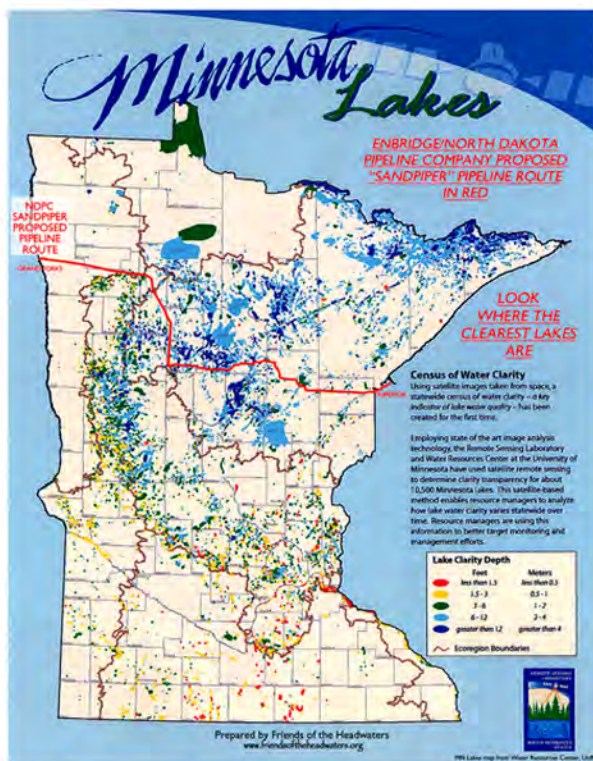 Minnesota
Lakes
ENBRIDGE/NORTH DAKOTA
PIPELINE COMPANY PROPOSED
"SANDPIPER" PIPELINE ROUTE
IN RED
NDPC
SANDPIPER
PROPOSED
PIPELINE
ROUTE
GRAND FORKS
LOOK
WHERE THE
CLEAREST LAKES
ARE
SUPERIOR
Census of Water Clarity
Using satellite images taken from space, a
statewide census of water clarity – a key
indicator of lake water quality – has been
created for the first time.
Employing state of the art image analysis
technology, the Remote Sensing Laboratory
and Water Resources Center at the University of
Minnesota have used satellite remote sensing
to determine clarity transparency for about
10,500 Minnesota Lakes. This satellite-based
method enables resource managers to analyze
how lake water clarity varies statewide over
time. Resource managers are using this
information to better target monitoring and
management efforts.
Lake Clarity Depth
Feet Meters
less than 1.5 less than 0.5
1.5 - 3 0.5 - 1
3 - 6 1 - 2
6 - 12 2 - 4
greater than 12 greater than 4
Ecoregion Boundaries
Prepared by Friends of the Headwaters
www.friendsoftheheadwaters.org
Lakes map from Water Resources Center, UofM